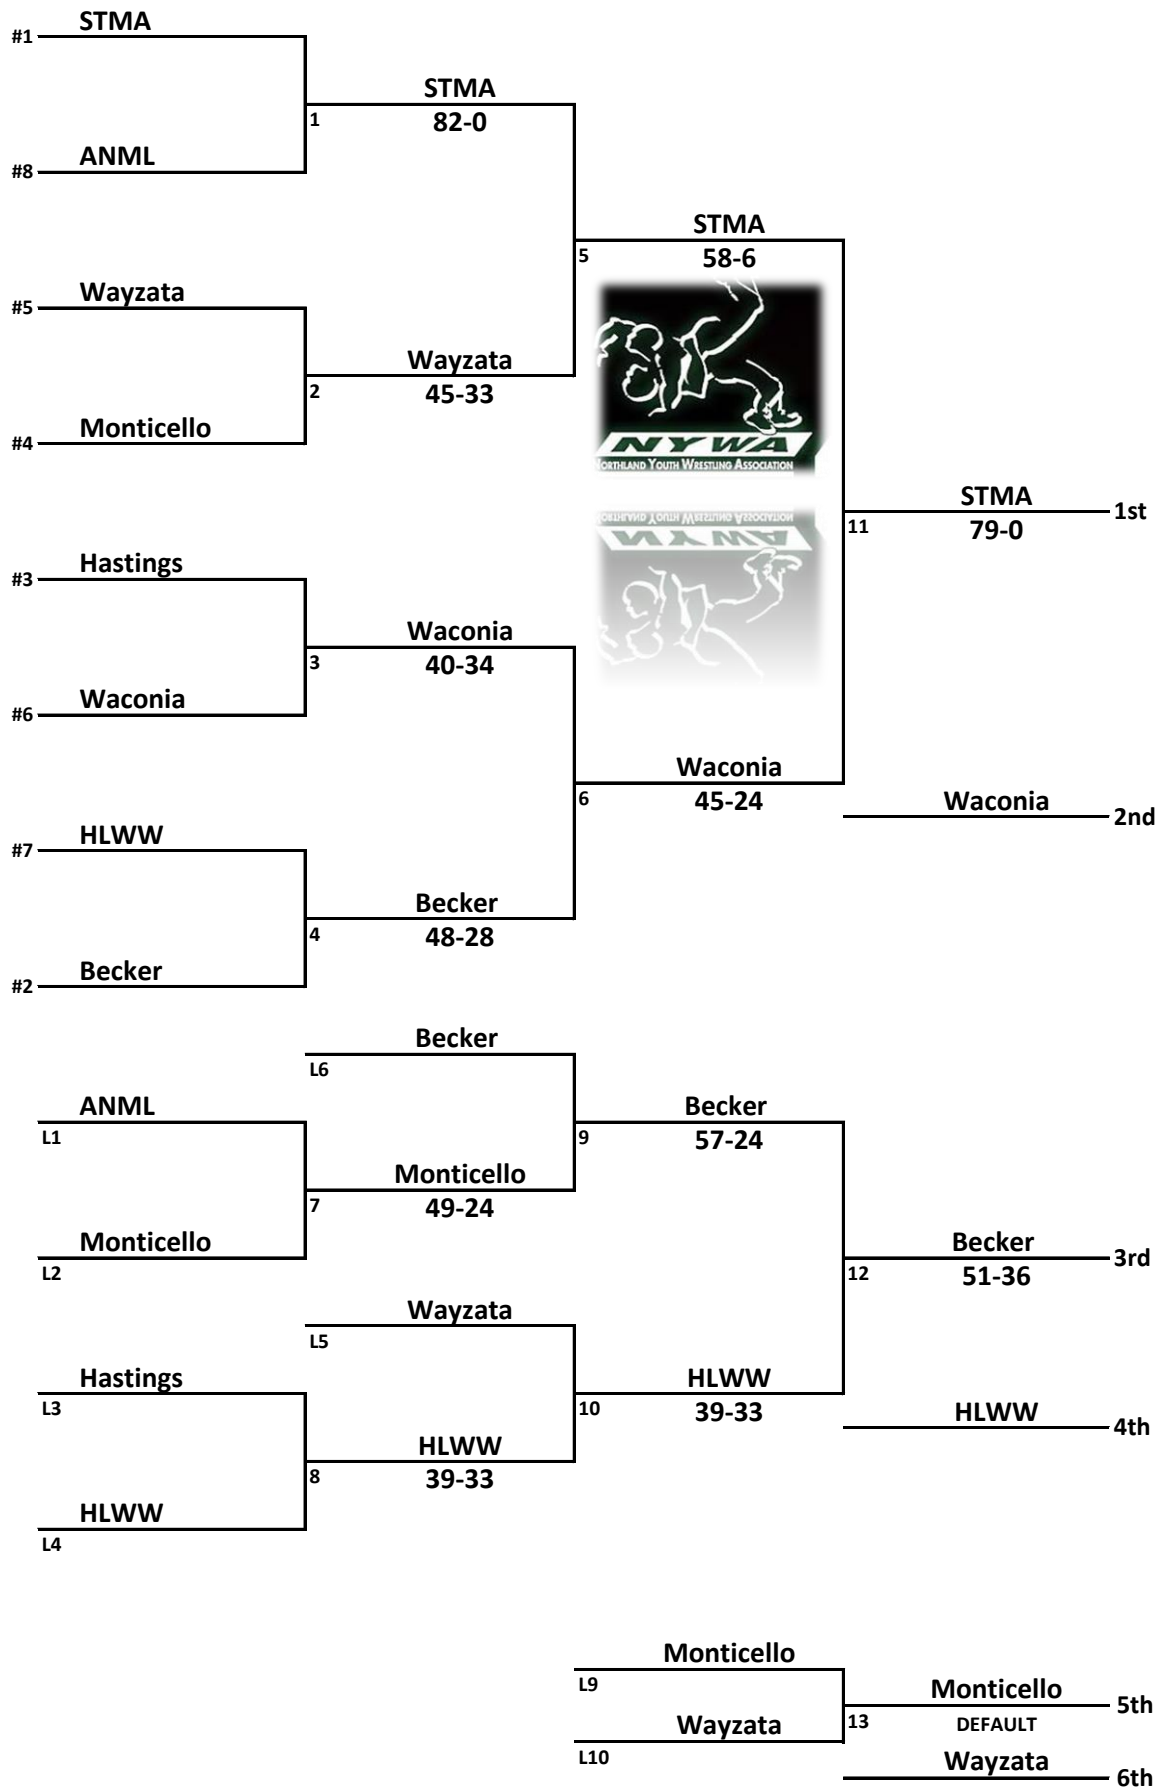 #1 STMA
STMA
1 82-0
#8 ANML
STMA
5 58-6
#5 Wayzata
Wayzata
2 45-33
#4 Monticello
NYWA
NORTHLAND YOUTH WRESTLING ASSOCIATION
STMA 1st
11 79-0
#3 Hastings
Waconia
3 40-34
#6 Waconia
Waconia
6 45-24
Waconia 2nd
#7 HLWW
Becker
4 48-28
#2 Becker
Becker
L6
ANML
L1
Becker
9 57-24
Monticello
7 49-24
Monticello
L2
Becker 3rd
12 51-36
Wayzata
L5
Hastings
L3
HLWW
10 39-33
HLWW 4th
HLWW
8 39-33
HLWW
L4
Monticello
L9
Monticello 5th
13 DEFAULT
Wayzata
L10
Wayzata 6th